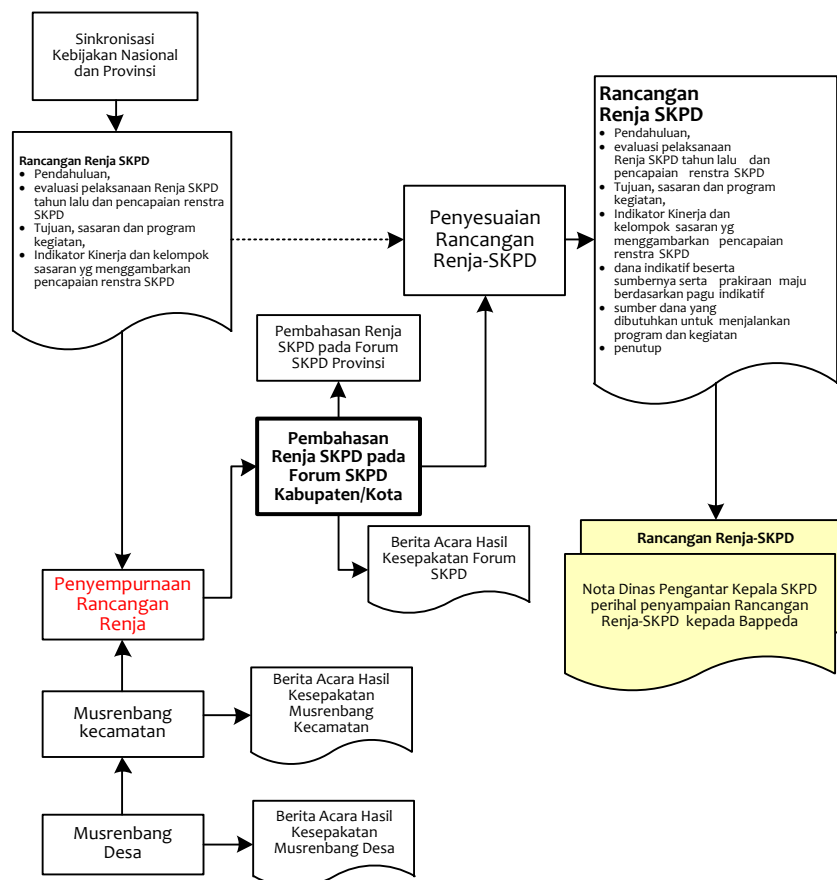 Sinkronisasi
Kebijakan Nasional
dan Provinsi
Rancangan Renja SKPD
• Pendahuluan,
• evaluasi pelaksanaan Renja SKPD
tahun lalu dan pencapaian renstra
SKPD
• Tujuan, sasaran dan program
kegiatan,
• Indikator Kinerja dan kelompok
sasaran yg menggambarkan
pencapaian renstra SKPD
Penyesuaian
Rancangan
Renja-SKPD
Rancangan
Renja SKPD
• Pendahuluan,
• evaluasi pelaksanaan
Renja SKPD tahun lalu dan
pencapaian renstra SKPD
• Tujuan, sasaran dan program
kegiatan,
• Indikator Kinerja dan
kelompok sasaran yg
menggambarkan pencapaian
renstra SKPD
• dana indikatif beserta
sumbernya serta prakiraan maju
berdasarkan pagu indikatif
• sumber dana yang
dibutuhkan untuk menjalankan
program dan kegiatan
• penutup
Pembahasan Renja
SKPD pada Forum
SKPD Provinsi
Pembahasan
Renja SKPD pada
Forum SKPD
Kabupaten/Kota
Berita Acara Hasil
Kesepakatan Forum
SKPD
Rancangan Renja-SKPD
Nota Dinas Pengantar Kepala SKPD
perihal penyampaian Rancangan
Renja-SKPD kepada Bappeda
Penyempurnaan
Rancangan
Renja
Musrenbang
kecamatan
Berita Acara Hasil
Kesepakatan
Musrenbang
Kecamatan
Musrenbang
Desa
Berita Acara Hasil
Kesepakatan
Musrenbang Desa